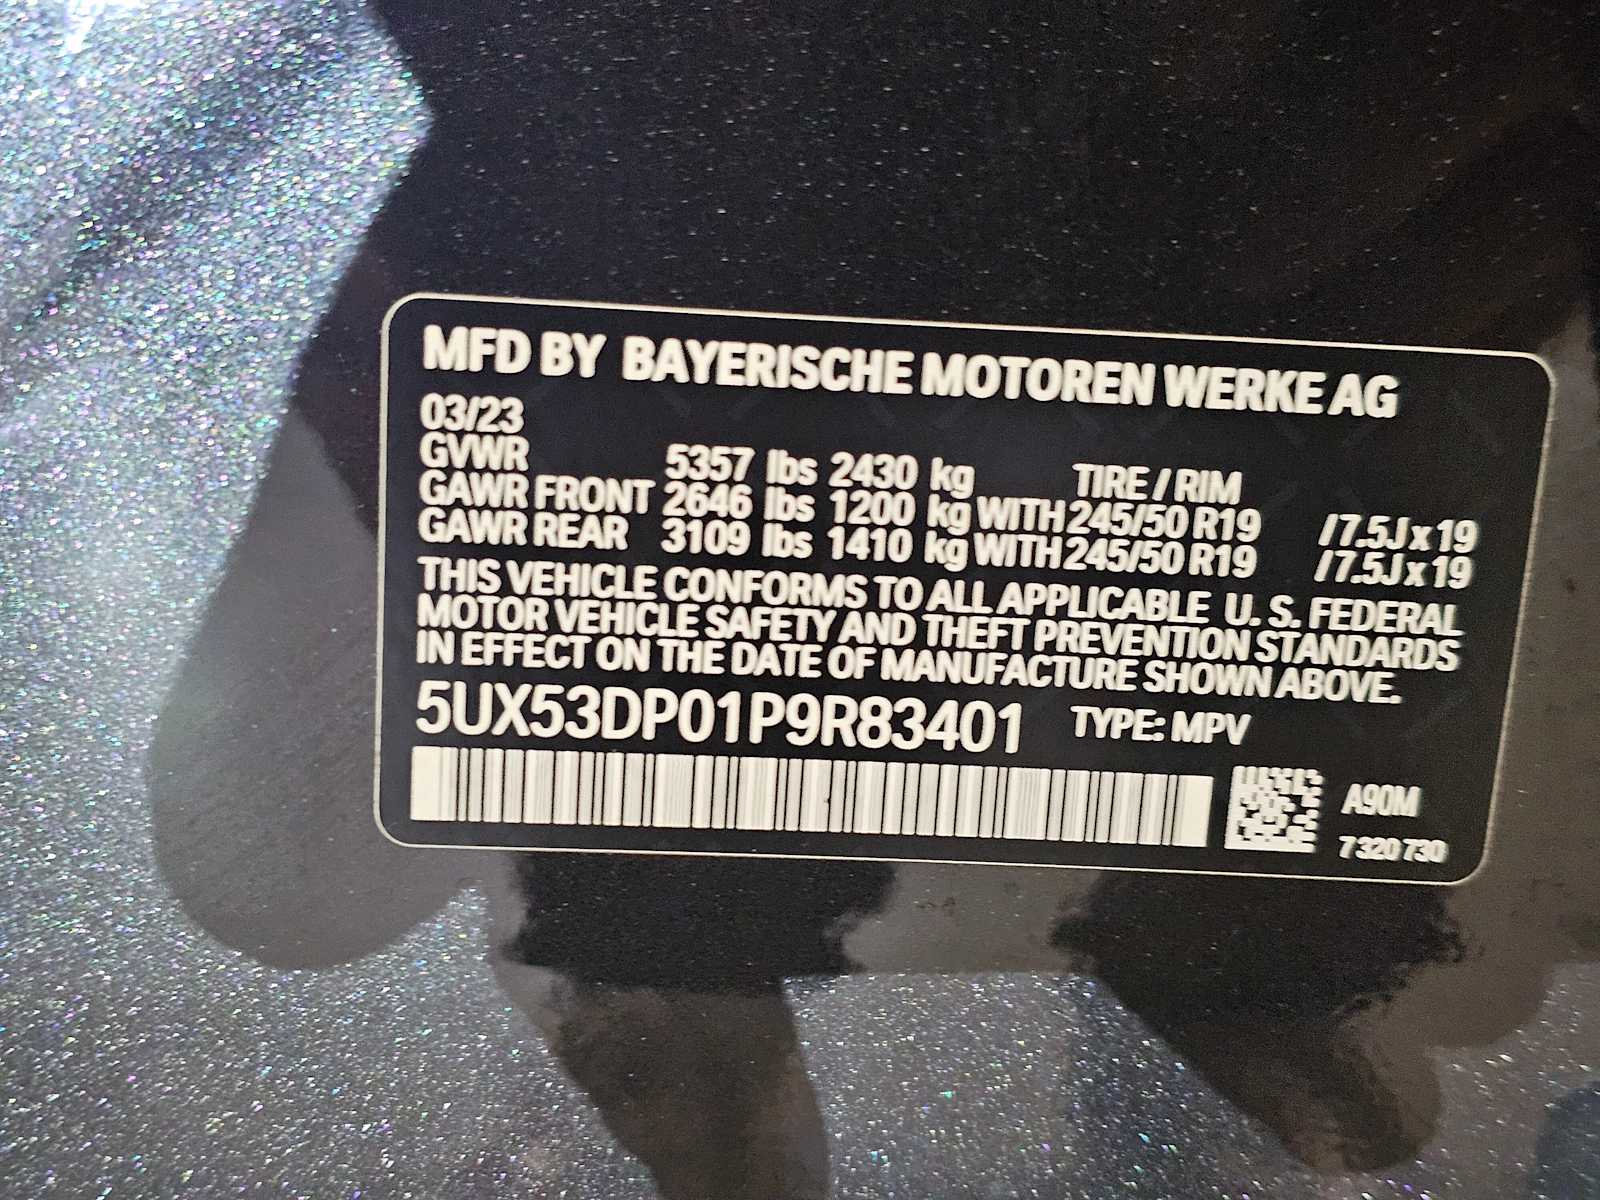 MFD BY BAYERISCHE MOTOREN WERKE AG
03/23
GVWR 5357 lbs 2430 kg TIRE / RIM
GAWR FRONT 2646 lbs 1200 kg WITH 245/50 R19 / 7.5J x 19
GAWR REAR 3109 lbs 1410 kg WITH 245/50 R19 / 7.5J x 19
THIS VEHICLE CONFORMS TO ALL APPLICABLE U. S. FEDERAL
MOTOR VEHICLE SAFETY AND THEFT PREVENTION STANDARDS
IN EFFECT ON THE DATE OF MANUFACTURE SHOWN ABOVE.
5UX53DP01P9R83401 TYPE: MPV
A90M
7 320 730